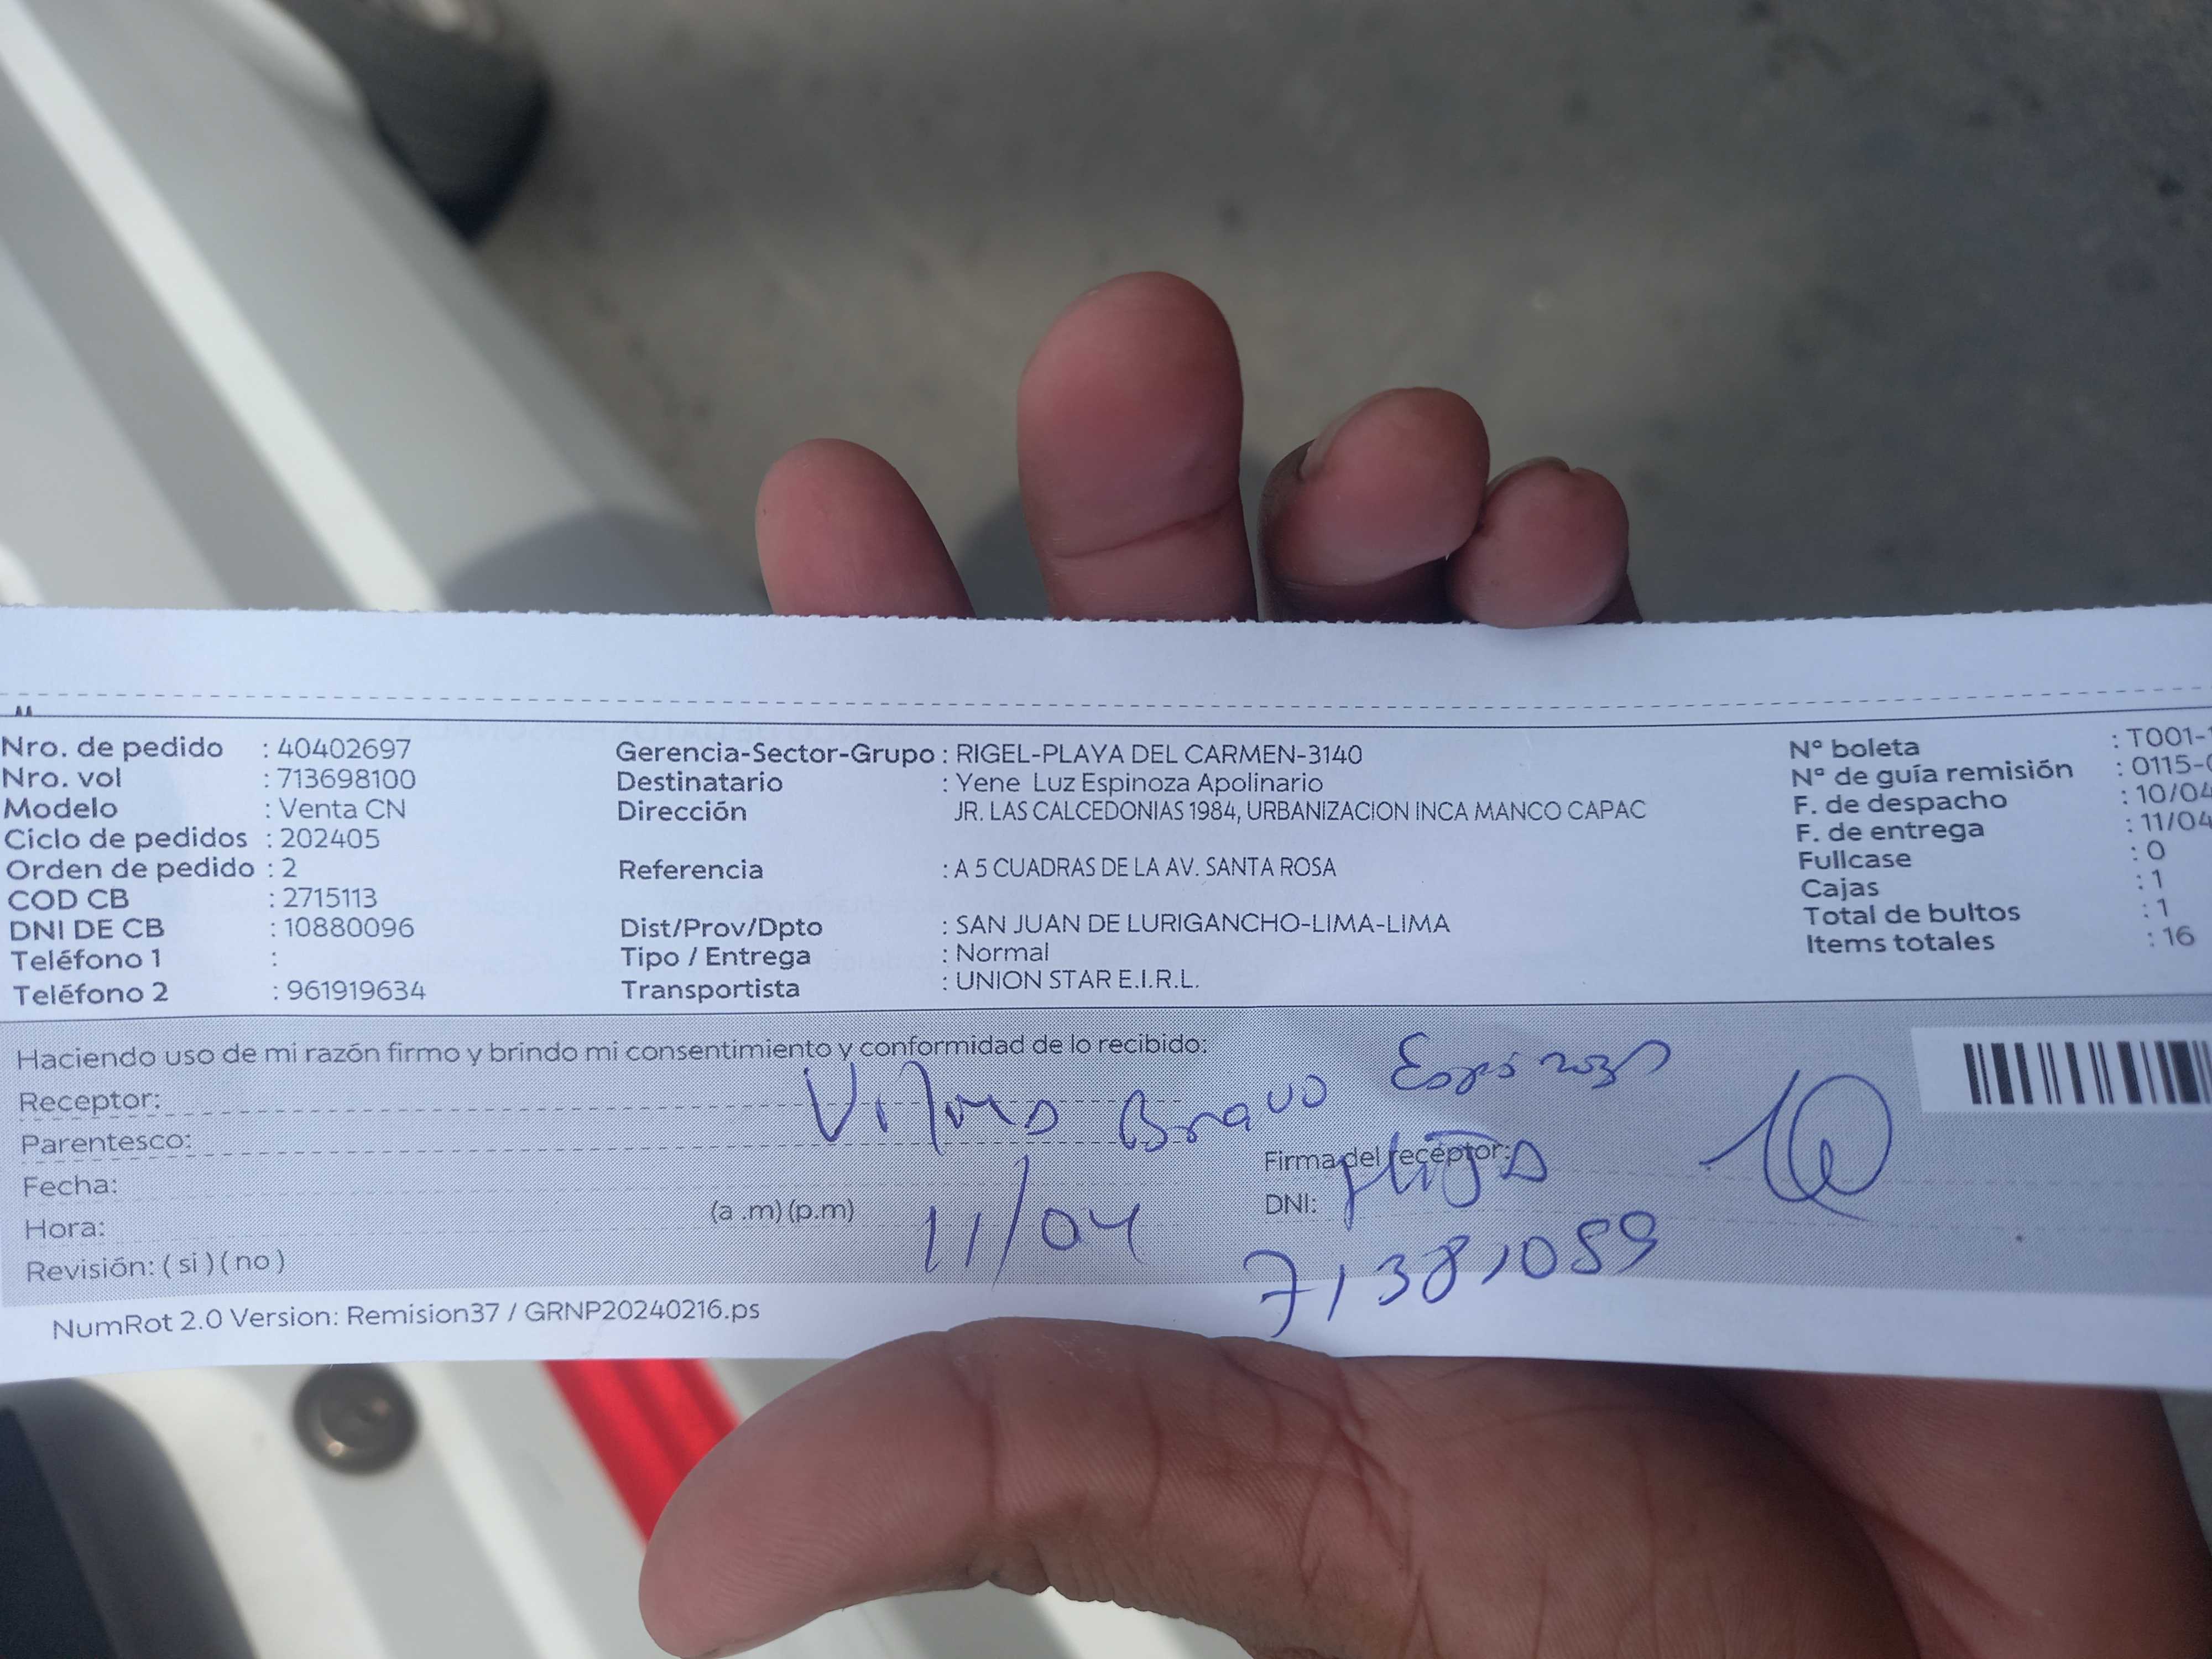 Nro. de pedido : 40402697
Nro. vol : 713698100
Modelo : Venta CN
Ciclo de pedidos : 202405
Orden de pedido : 2
COD CB : 2715113
DNI DE CB : 10880096
Teléfono 1 :
Teléfono 2 : 961919634
Gerencia-Sector-Grupo : RIGEL-PLAYA DEL CARMEN-3140
Destinatario : Yene Luz Espinoza Apolinario
Dirección JR. LAS CALCEDONIAS 1984, URBANIZACION INCA MANCO CAPAC
Referencia : A 5 CUADRAS DE LA AV. SANTA ROSA
Dist/Prov/Dpto : SAN JUAN DE LURIGANCHO-LIMA-LIMA
Tipo / Entrega : Normal
Transportista : UNION STAR E.I.R.L.
Nº boleta : T001-
Nº de guía remisión : 0115-
F. de despacho : 10/04
F. de entrega : 11/04
Fullcase : 0
Cajas : 1
Total de bultos : 1
Items totales : 16
Haciendo uso de mi razón firmo y brindo mi consentimiento y conformidad de lo recibido:
Receptor:
Bravo Espinoza
Parentesco:
Fecha:
Firma del receptor:
Hora: (a .m) (p.m)
11/04
DNI:
71381089
Revisión: ( si ) ( no )
NumRot 2.0 Version: Remision37 / GRNP20240216.ps